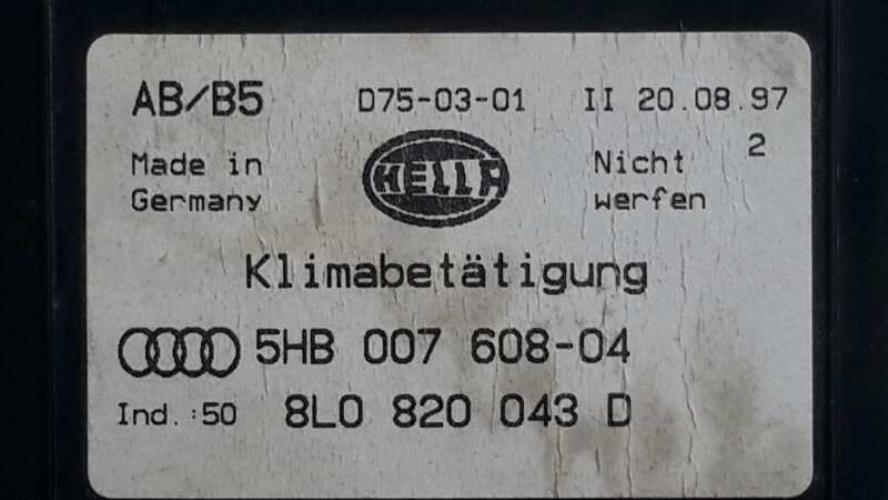 AB/B5 D75-03-01 II 20.08.97
2
Made in Germany
HELLA
Nicht werfen
Klimabetätigung
5HB 007 608-04
Ind.:50 8L0 820 043 D